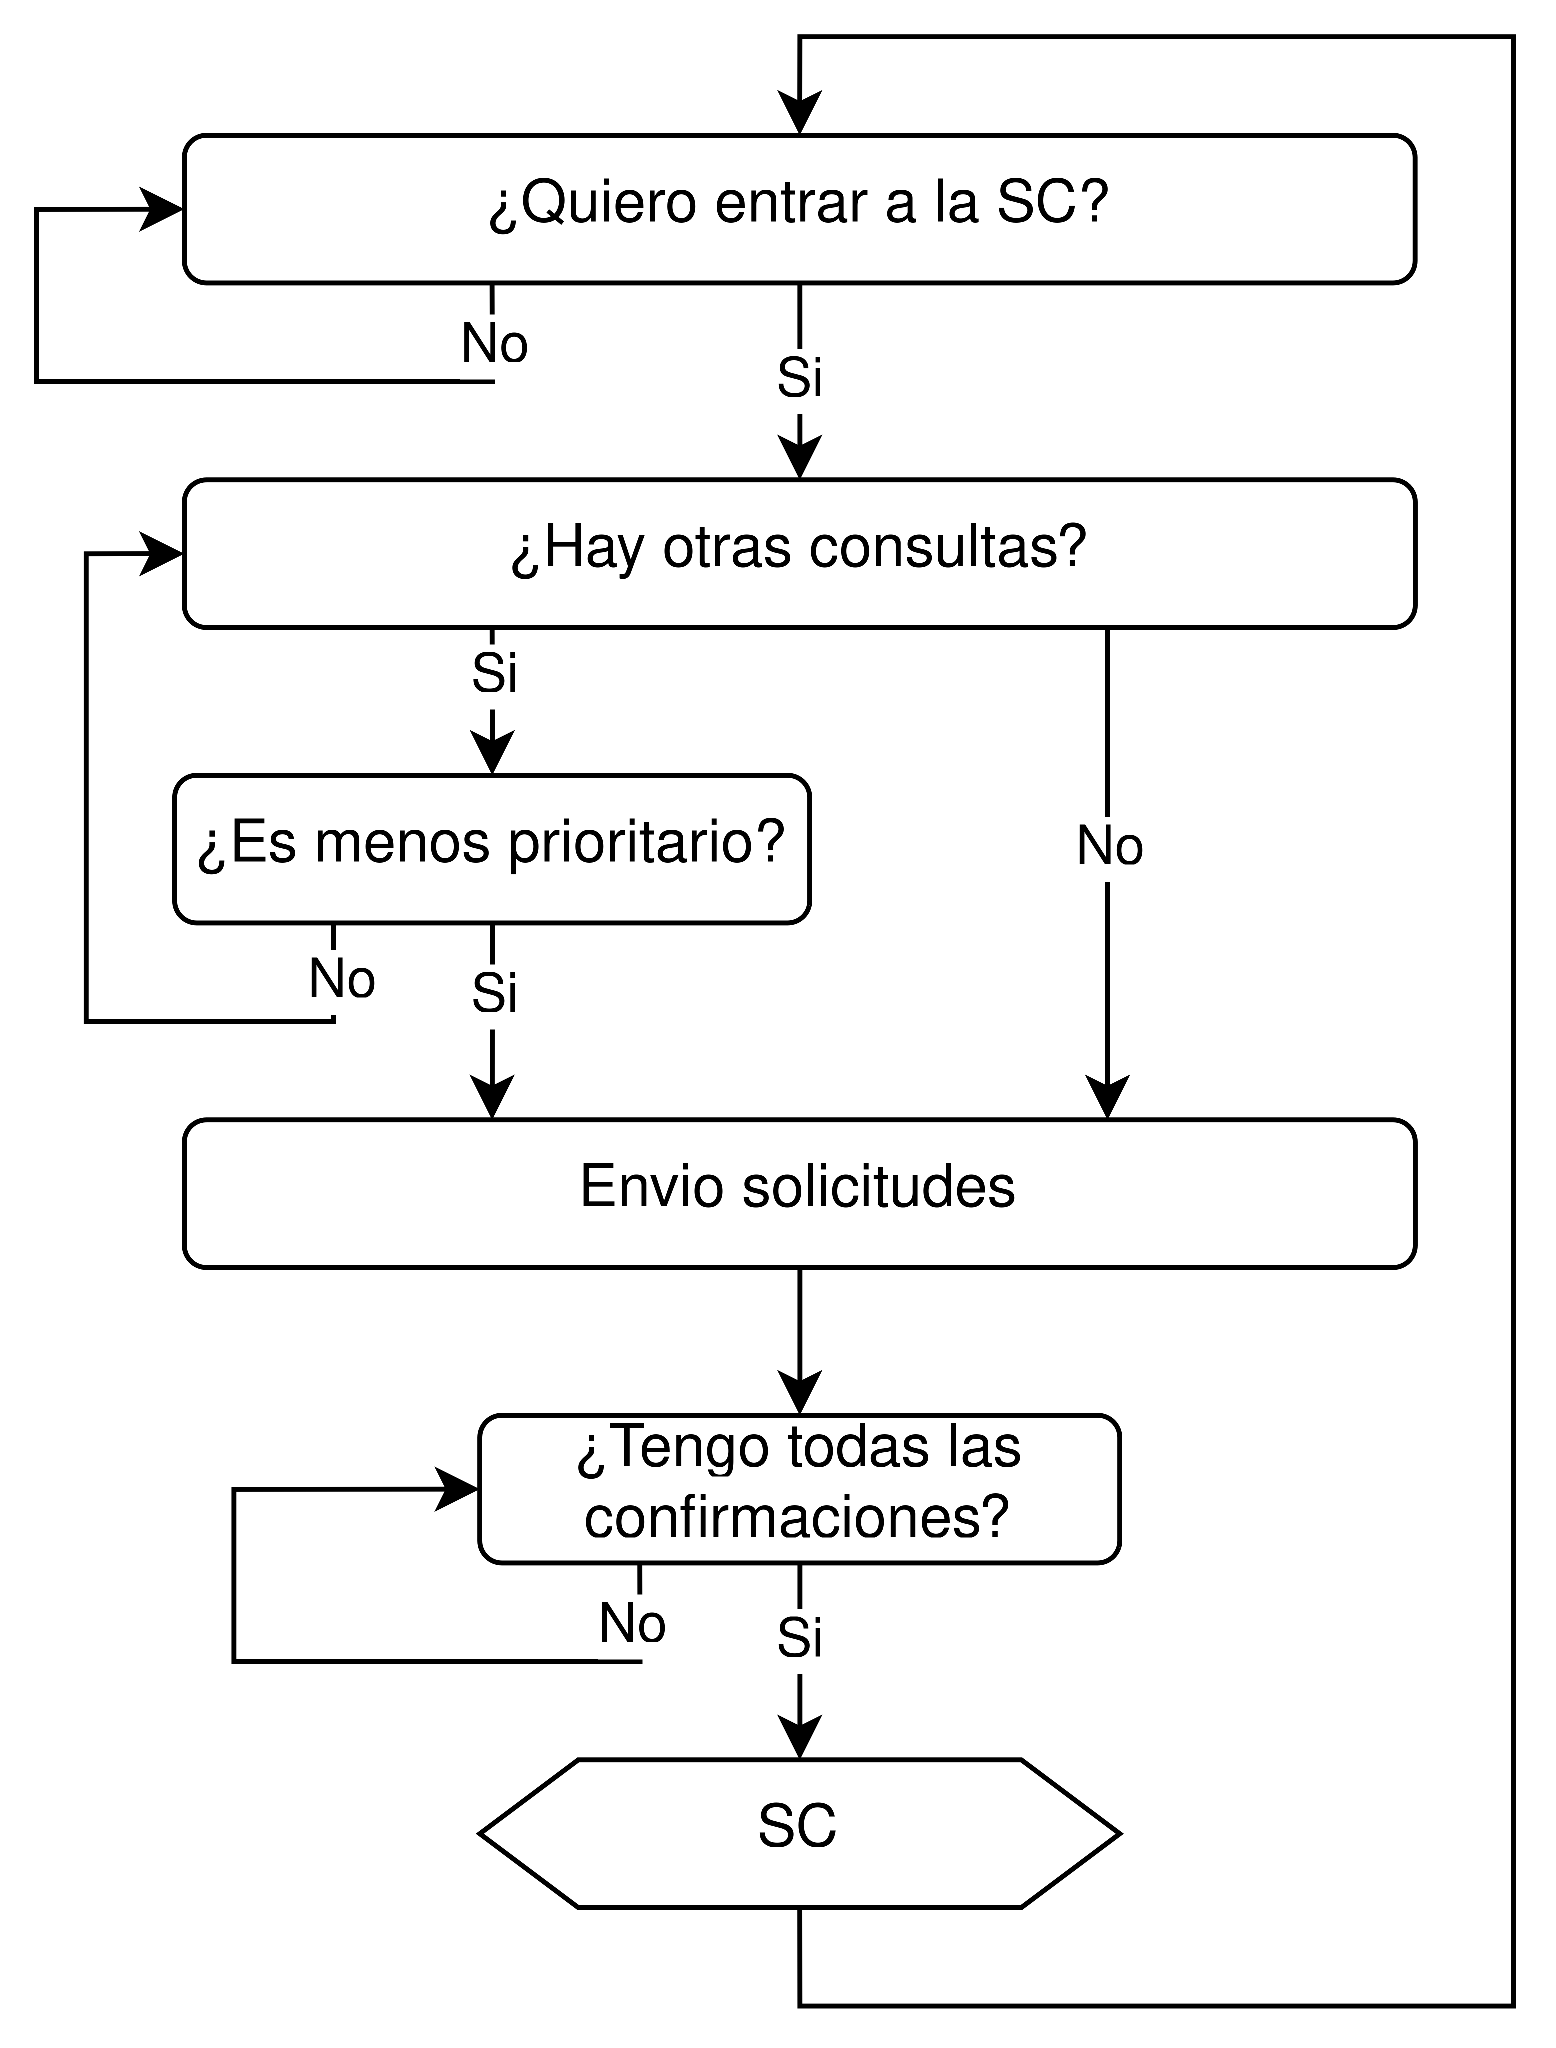 ¿Quiero entrar a la SC?
No
Si
¿Hay otras consultas?
Si
¿Es menos prioritario?
No
No
Si
Envio solicitudes
¿Tengo todas las
confirmaciones?
No
Si
SC